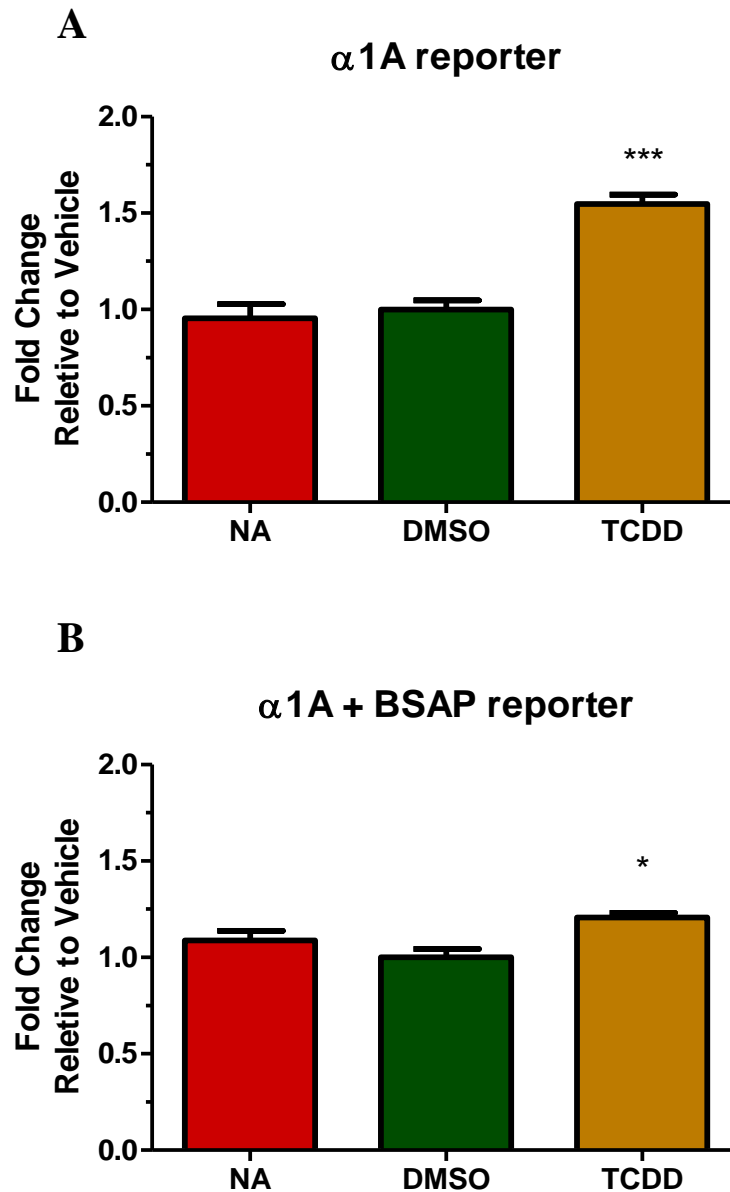 A
α1A reporter
Fold Change
Reletive to Vehicle
2.0
1.5
1.0
0.5
0.0
***
NA DMSO TCDD
B
α1A + BSAP reporter
Fold Change
Reletive to Vehicle
2.0
1.5
1.0
0.5
0.0
*
NA DMSO TCDD